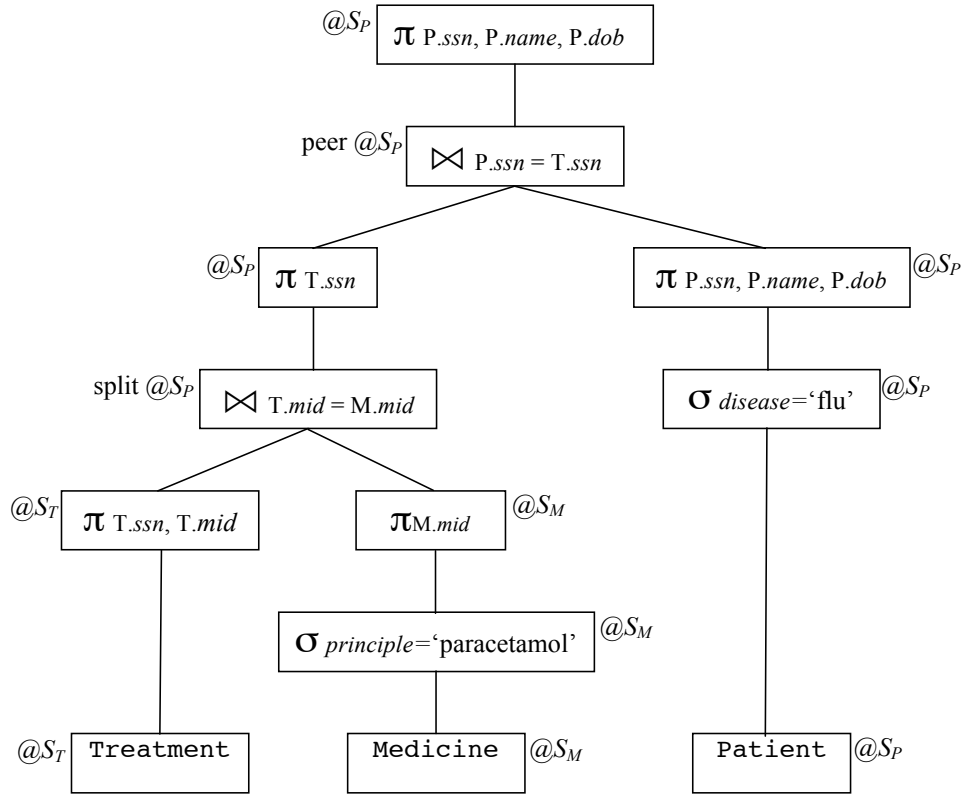 @S_P π P.ssn, P.name, P.dob
peer @S_P ⋈ P.ssn = T.ssn
@S_P π T.ssn
π P.ssn, P.name, P.dob @S_P
split @S_P ⋈ T.mid = M.mid
σ disease=‘flu’ @S_P
@S_T π T.ssn, T.mid
πM.mid @S_M
σ principle=‘paracetamol’ @S_M
@S_T Treatment
Medicine @S_M
Patient @S_P